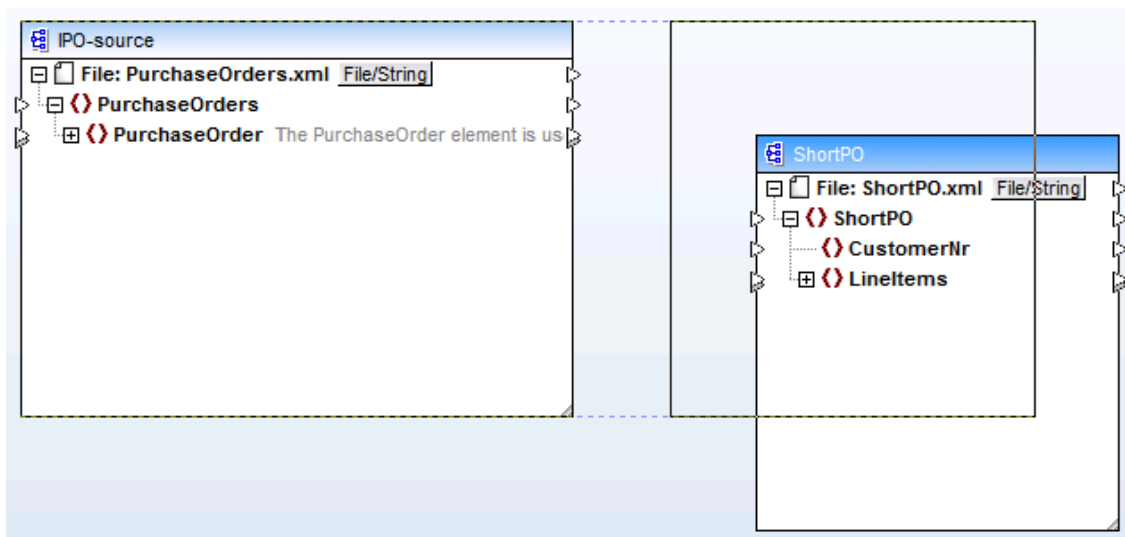 IPO-source
File: PurchaseOrders.xml File/String
PurchaseOrders
PurchaseOrder The PurchaseOrder element is us
ShortPO
File: ShortPO.xml File/String
ShortPO
CustomerNr
LineItems